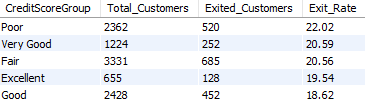 CreditScoreGroup Total_Customers Exited_Customers Exit_Rate
Poor 2362 520 22.02
Very Good 1224 252 20.59
Fair 3331 685 20.56
Excellent 655 128 19.54
Good 2428 452 18.62